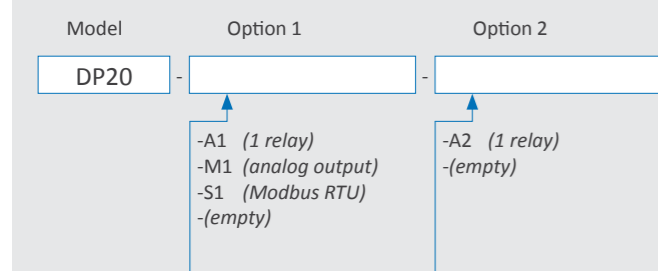 Model Option 1 Option 2
DP20 - -
-A1 (1 relay)
-M1 (analog output)
-S1 (Modbus RTU)
-(empty)
-A2 (1 relay)
-(empty)